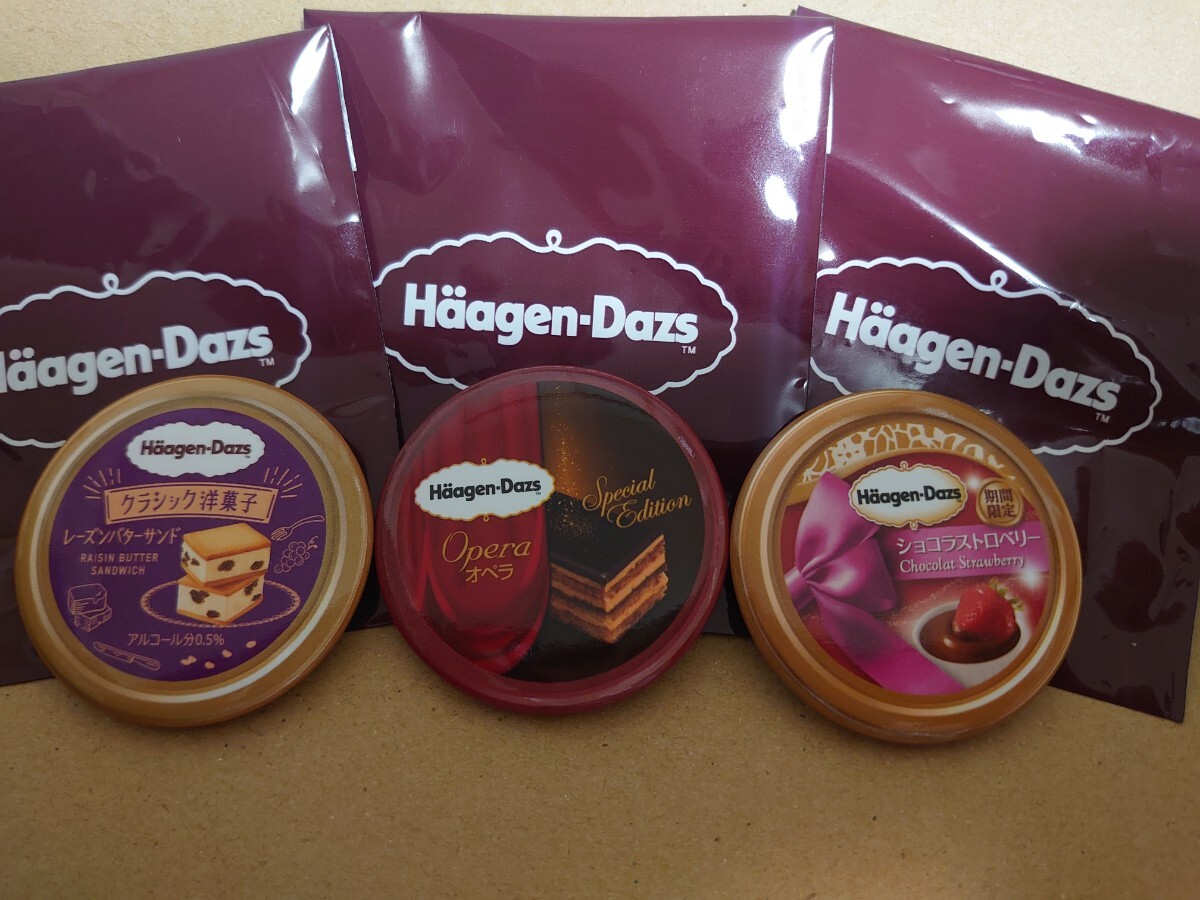 Häagen-Dazs
TM
Häagen-Dazs
TM
Häagen-Dazs
TM
Häagen-Dazs
クラシック洋菓子
レーズンバターサンド
RAISIN BUTTER
SANDWICH
アルコール分0.5%
Häagen-Dazs
Special
Edition
Opera
オペラ
Häagen-Dazs
期間
限定
ショコラストロベリー
Chocolat Strawberry